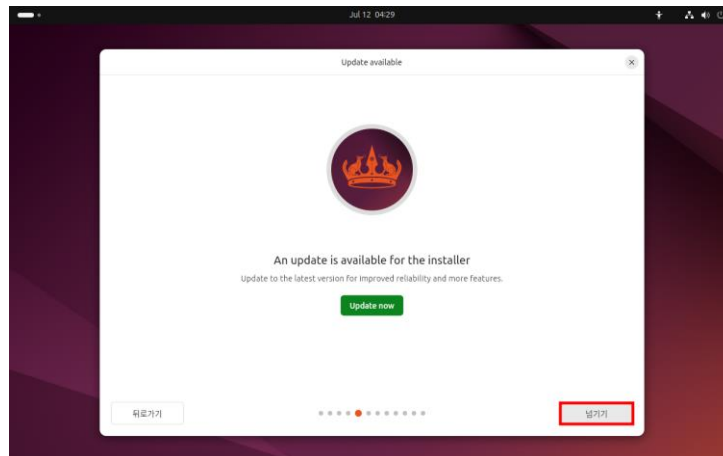 Jul 12 04:29
Update available
An update is available for the installer
Update to the latest version for improved reliability and more features.
Update now
뒤로가기
넘기기